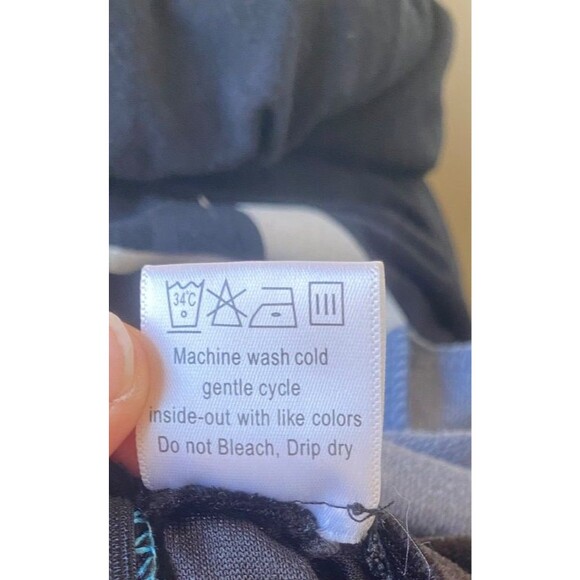 34°C
Machine wash cold
gentle cycle
inside-out with like colors
Do not Bleach, Drip dry